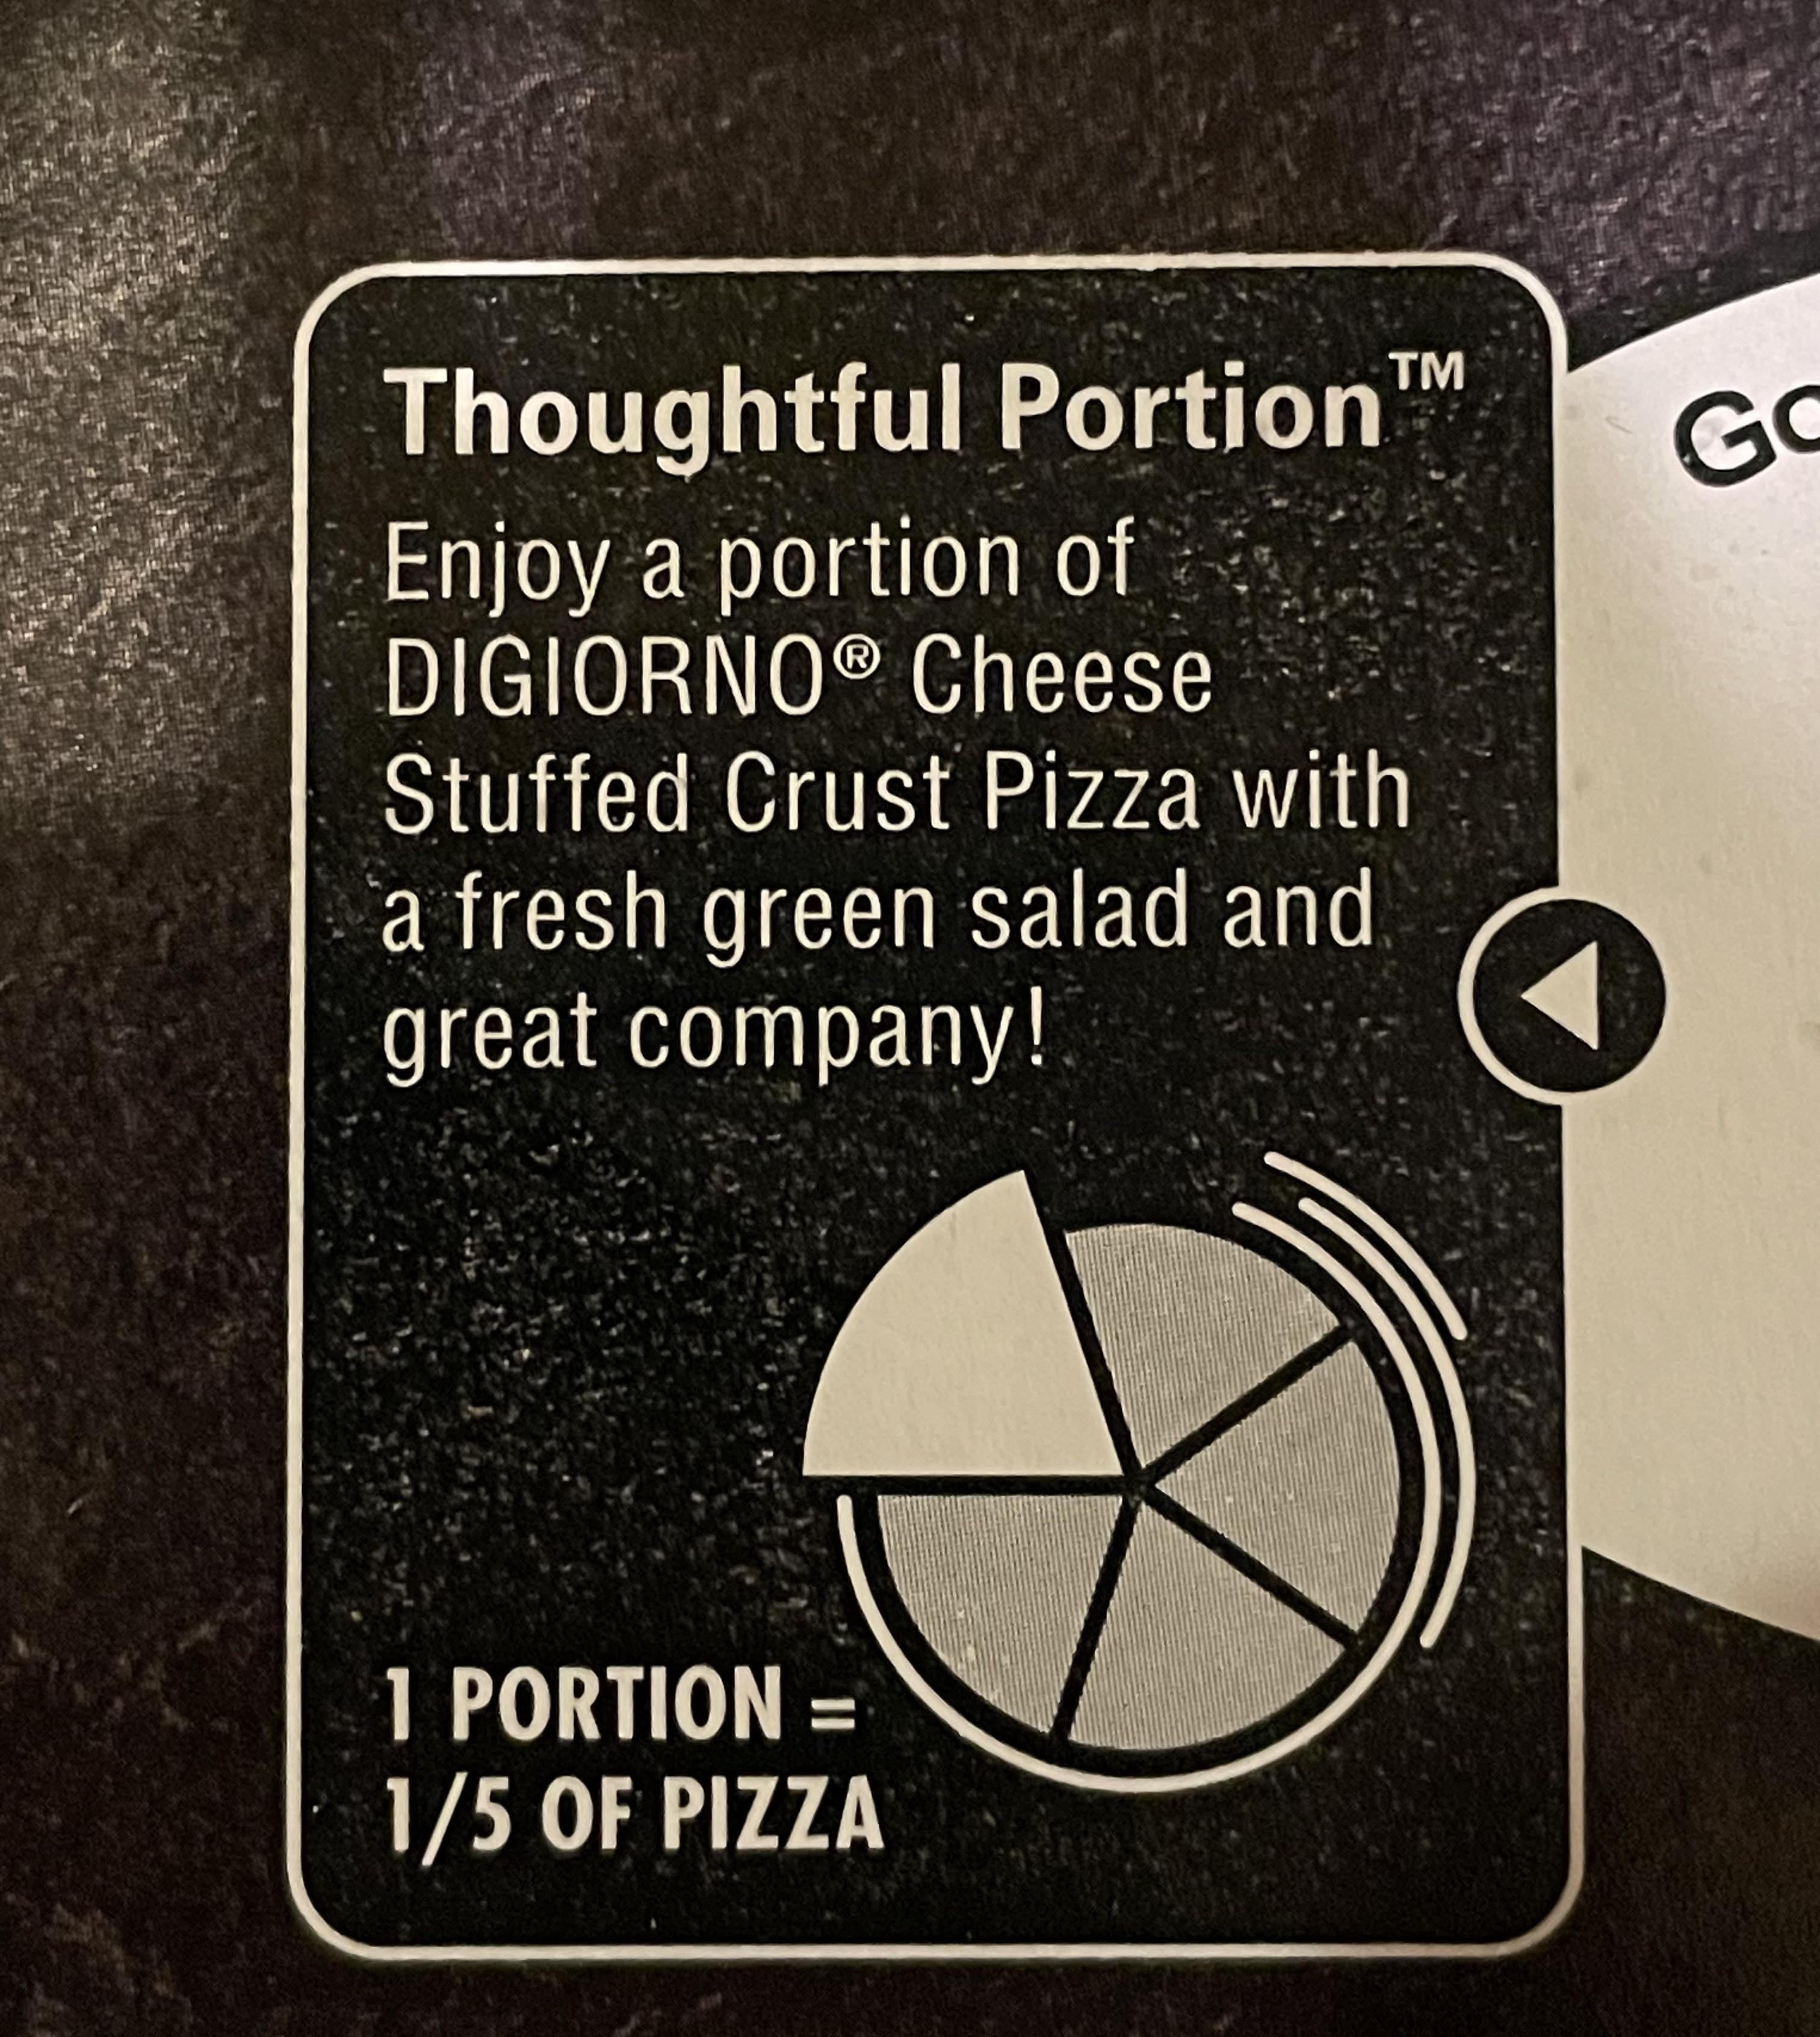 Thoughtful Portion™
Enjoy a portion of
DIGIORNO® Cheese
Stuffed Crust Pizza with
a fresh green salad and
great company!
1 PORTION =
1/5 OF PIZZA